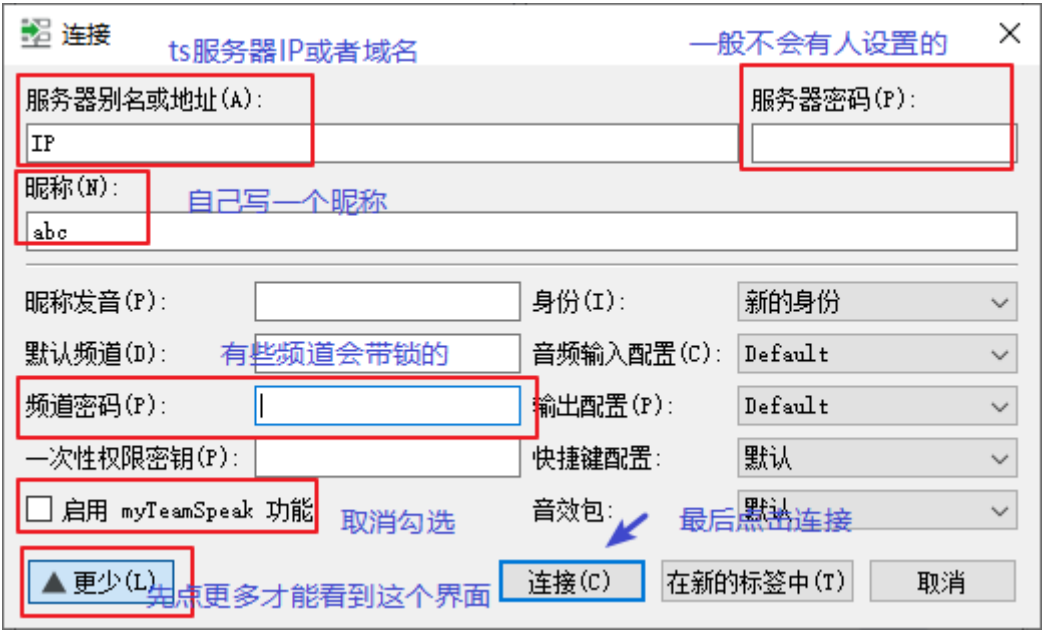 连接
ts服务器IP或者域名
一般不会有人设置的
服务器别名或地址(A):
服务器密码(P):
IP
昵称(N):
自己写一个昵称
abc
昵称发音(P):
身份(I):
新的身份
默认频道(D):
有些频道会带锁的
音频输入配置(C):
Default
频道密码(P):
输出配置(P):
Default
一次性权限密钥(P):
快捷键配置:
默认
启用 myTeamSpeak 功能
取消勾选
音效包:
默认
最后点击连接
▲更少(L)
先点更多才能看到这个界面
连接(C)
在新的标签中(T)
取消